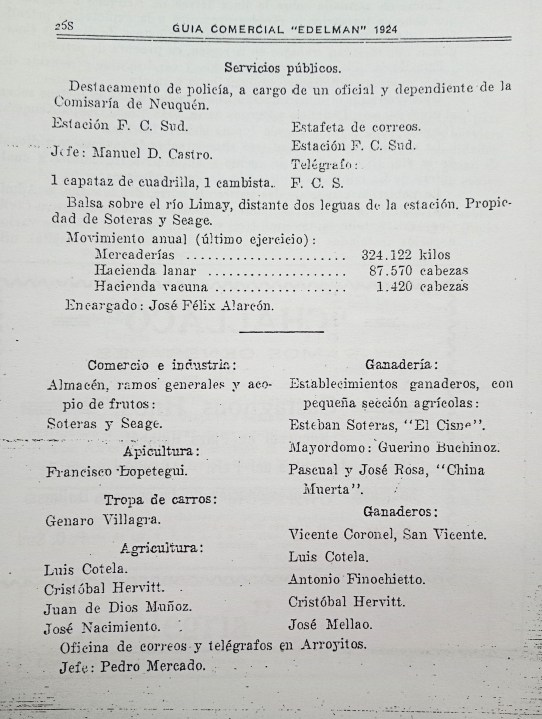 258
GUIA COMERCIAL "EDELMAN" 1924
Servicios públicos.
Destacamento de policía, a cargo de un oficial y dependiente de la
Comisaría de Neuquén.
Estación F. C. Sud.
Jefe: Manuel D. Castro.
1 capataz de cuadrilla, 1 cambista.
Estafeta de correos.
Estación F. C. Sud.
Telégrafo:
F. C. S.
Balsa sobre el río Limay, distante dos leguas de la estación. Propie-
dad de Soteras y Seage.
Movimiento anual (último ejercicio):
Mercaderías ...................... 324.122 kilos
Hacienda lanar ................... 87.570 cabezas
Hacienda vacuna .................. 1.420 cabezas
Encargado: José Félix Alarcón.
Comercio e industria:
Almacén, ramos generales y aco-
pio de frutos:
Soteras y Seage.
Apicultura:
Francisco Lopetegui.
Tropa de carros:
Genaro Villagra.
Agricultura:
Luis Cotela.
Cristóbal Hervitt.
Juan de Dios Muñoz.
José Nacimiento.
Ganadería:
Establecimientos ganaderos, con
pequeña sección agrícolas:
Esteban Soteras, "El Cisne".
Mayordomo: Guerino Buchinoz.
Pascual y José Rosa, "China
Muerta".
Ganaderos:
Vicente Coronel, San Vicente.
Luis Cotela.
Antonio Finochietto.
Cristóbal Hervitt.
José Mellao.
Oficina de correos y telégrafos en Arroyitos.
Jefe: Pedro Mercado.